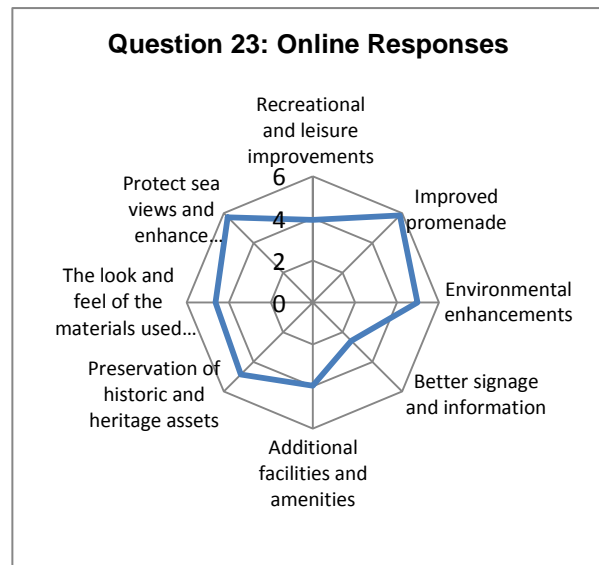 Question 23: Online Responses
Recreational
and leisure
improvements
Improved
promenade
Environmental
enhancements
Better signage
and information
Additional
facilities and
amenities
Preservation of
historic and
heritage assets
The look and
feel of the
materials used…
Protect sea
views and
enhance…
6
4
2
0